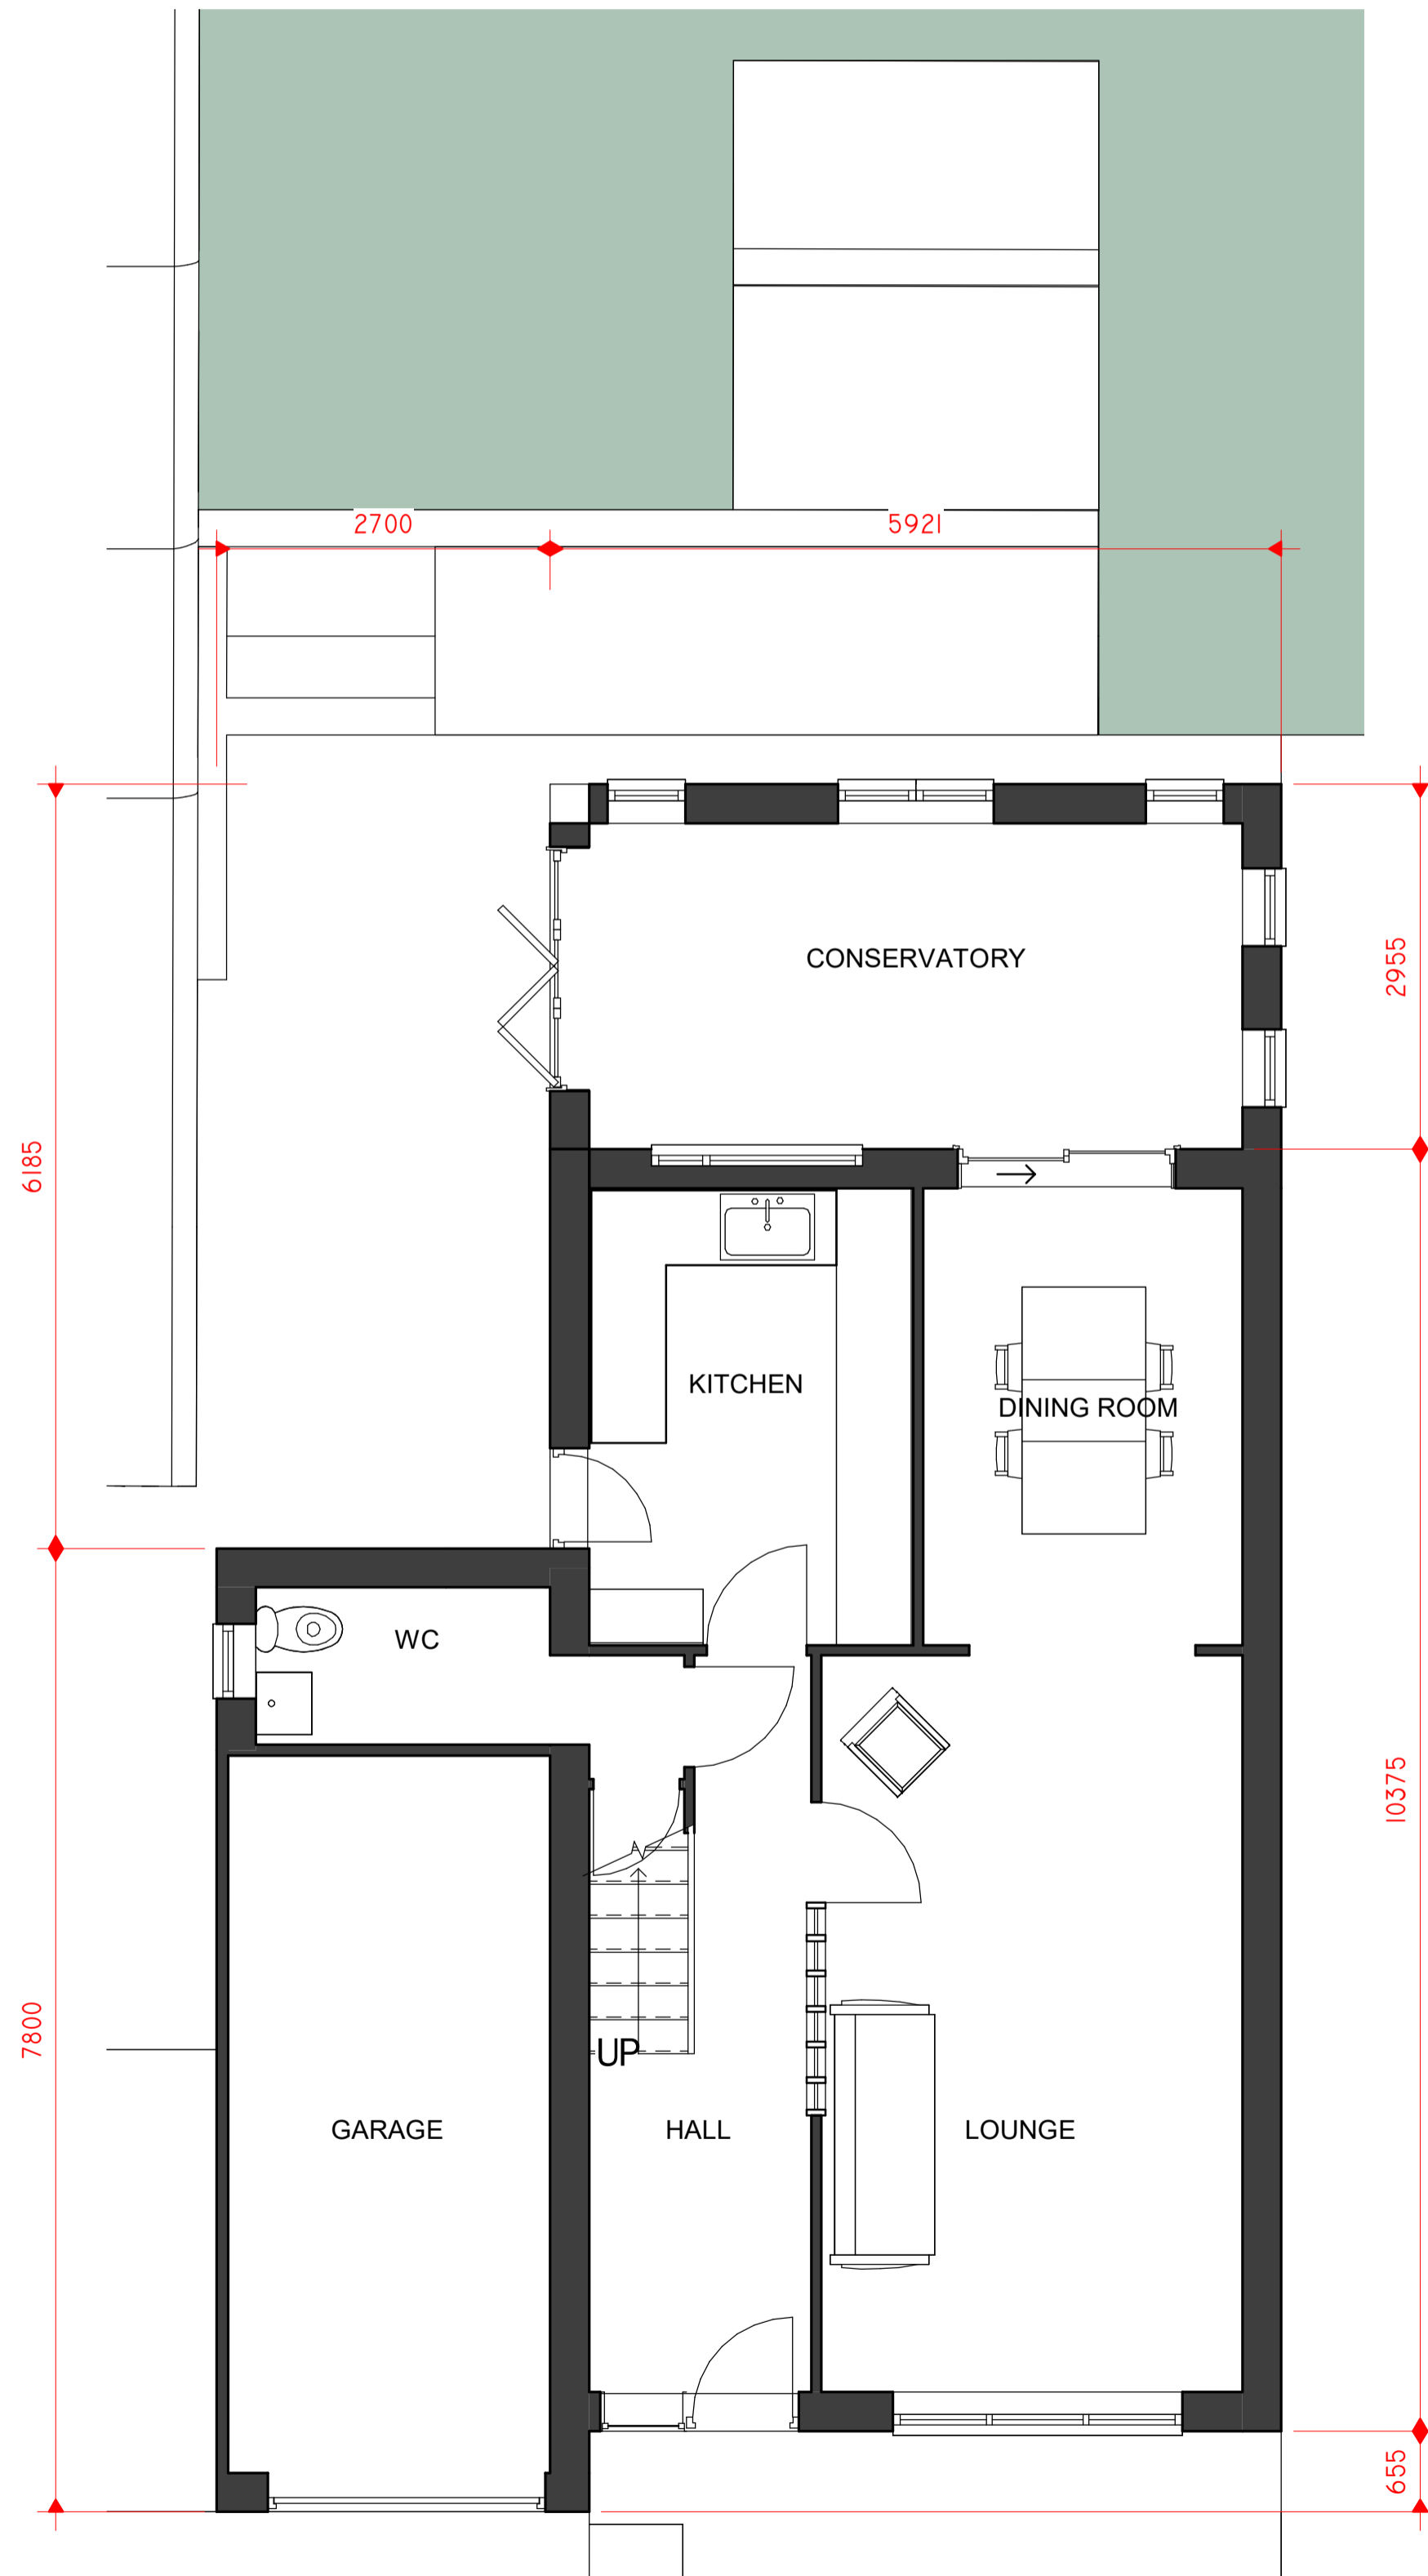 2700
5921
CONSERVATORY
2955
6185
KITCHEN
DINING ROOM
WC
10375
7800
UP
GARAGE
HALL
LOUNGE
655